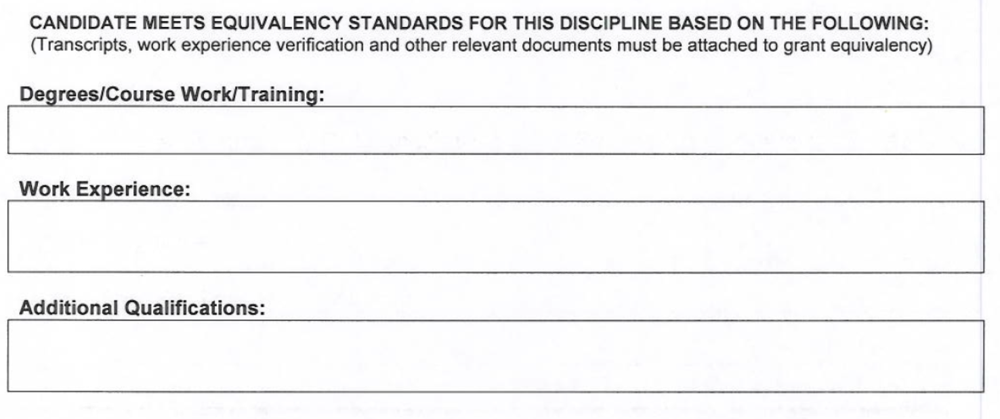 CANDIDATE MEETS EQUIVALENCY STANDARDS FOR THIS DISCIPLINE BASED ON THE FOLLOWING:
(Transcripts, work experience verification and other relevant documents must be attached to grant equivalency)
Degrees/Course Work/Training:
Work Experience:
Additional Qualifications: